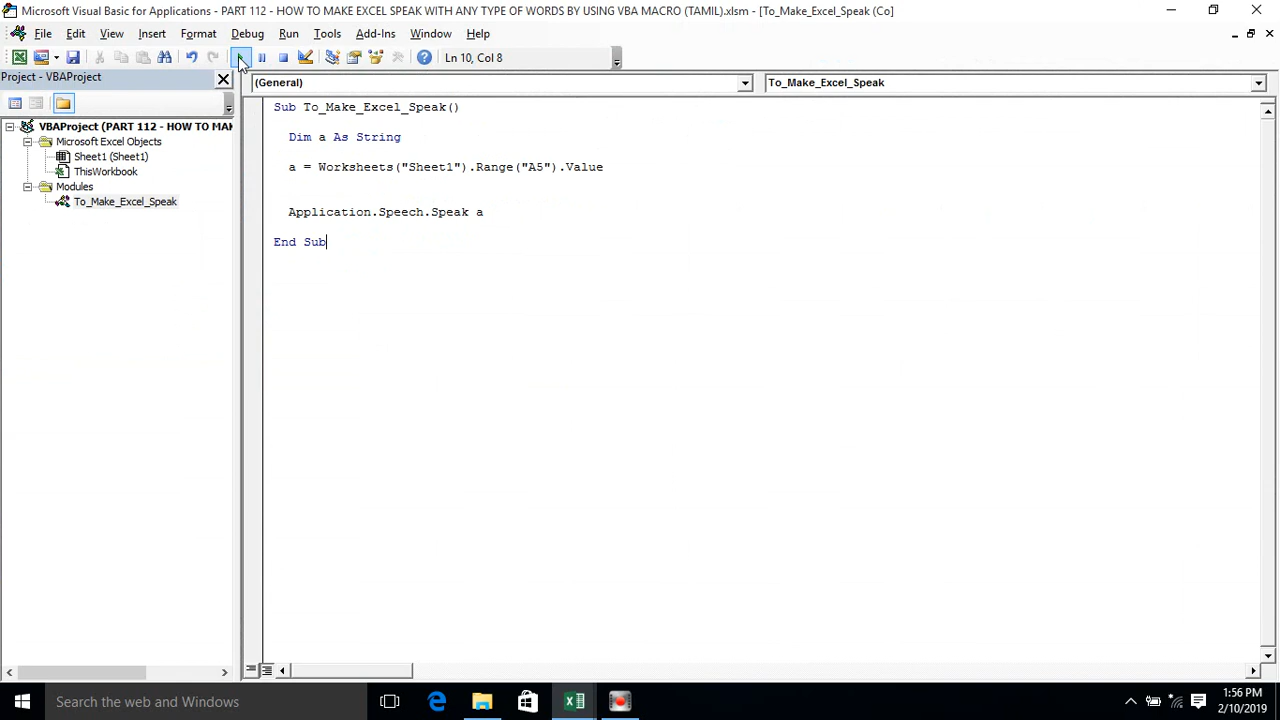 Microsoft Visual Basic for Applications - PART 112 - HOW TO MAKE EXCEL SPEAK WITH ANY TYPE OF WORDS BY USING VBA MACRO (TAMIL).xlsm - [To_Make_Excel_Speak (Co]
File Edit View Insert Format Debug Run Tools Add-Ins Window Help
Ln 10, Col 8
Project - VBAProject
(General) To_Make_Excel_Speak
VBAProject (PART 112 - HOW TO MAK
Microsoft Excel Objects
Sheet1 (Sheet1)
ThisWorkbook
Modules
To_Make_Excel_Speak
Sub To_Make_Excel_Speak()
Dim a As String
a = Worksheets("Sheet1").Range("A5").Value
Application.Speech.Speak a
End Sub
Search the web and Windows
1:56 PM
2/10/2019